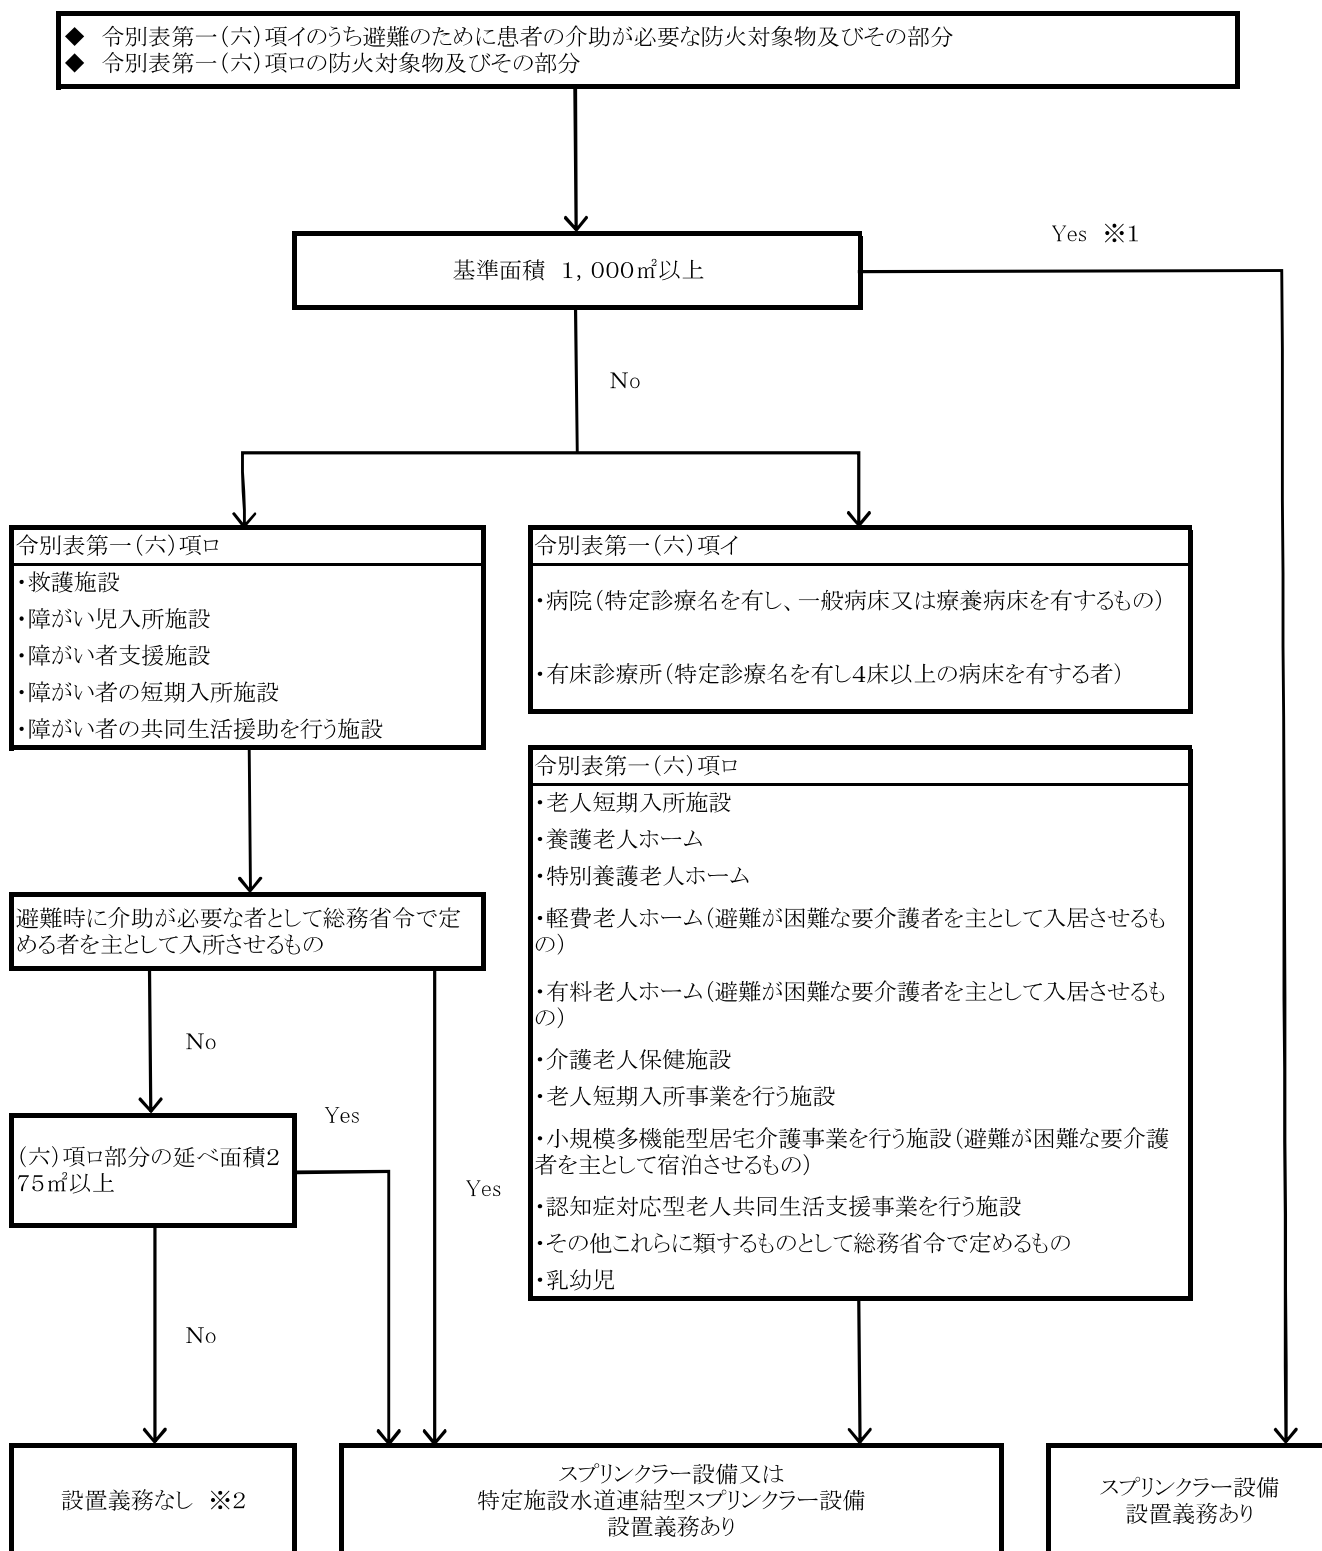 ◆ 令別表第一（六）項イのうち避難のために患者の介助が必要な防火対象物及びその部分
◆ 令別表第一（六）項ロの防火対象物及びその部分
基準面積　１，０００㎡以上
Yes　※1
No
令別表第一（六）項ロ
・救護施設
・障がい児入所施設
・障がい者支援施設
・障がい者の短期入所施設
・障がい者の共同生活援助を行う施設
令別表第一（六）項イ
・病院（特定診療名を有し、一般病床又は療養病床を有するもの）
・有床診療所（特定診療名を有し４床以上の病床を有する者）
令別表第一（六）項ロ
・老人短期入所施設
・養護老人ホーム
・特別養護老人ホーム
・軽費老人ホーム（避難が困難な要介護者を主として入居させるも
の）
・有料老人ホーム（避難が困難な要介護者を主として入居させるも
の）
・介護老人保健施設
・老人短期入所事業を行う施設
・小規模多機能型居宅介護事業を行う施設（避難が困難な要介護
者を主として宿泊させるもの）
・認知症対応型老人共同生活支援事業を行う施設
・その他これらに類するものとして総務省令で定めるもの
・乳幼児
避難時に介助が必要な者として総務省令で定
める者を主として入所させるもの
No
Yes
（六）項ロ部分の延べ面積２
７５㎡以上
Yes
No
設置義務なし　※２
スプリンクラー設備又は
特定施設水道連結型スプリンクラー設備
設置義務あり
スプリンクラー設備
設置義務あり